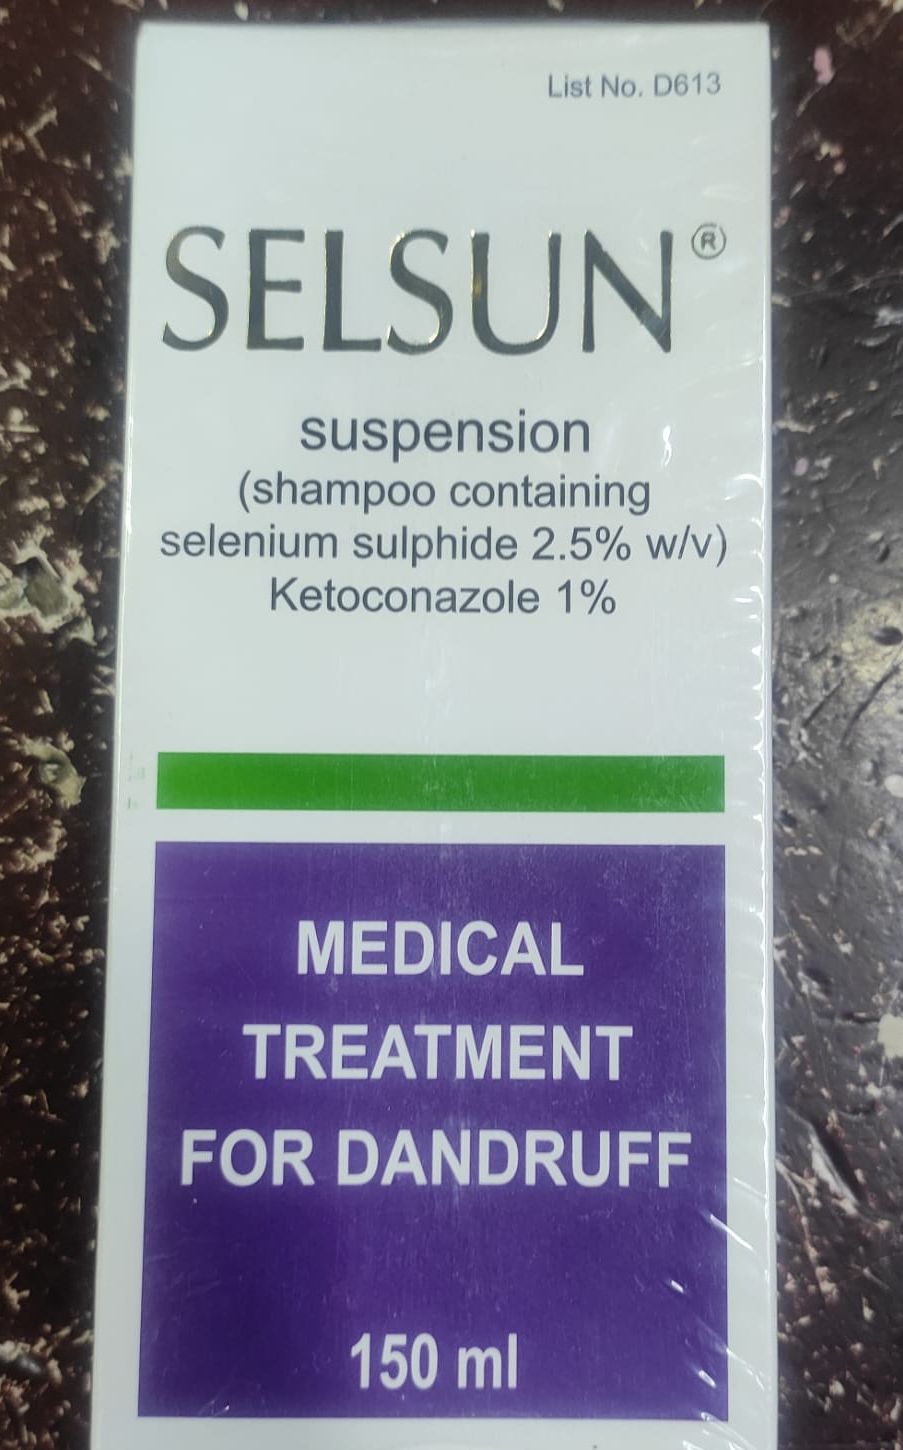 List No. D613
SELSUN®
suspension
(shampoo containing
selenium sulphide 2.5% w/v)
Ketoconazole 1%
MEDICAL
TREATMENT
FOR DANDRUFF
150 ml